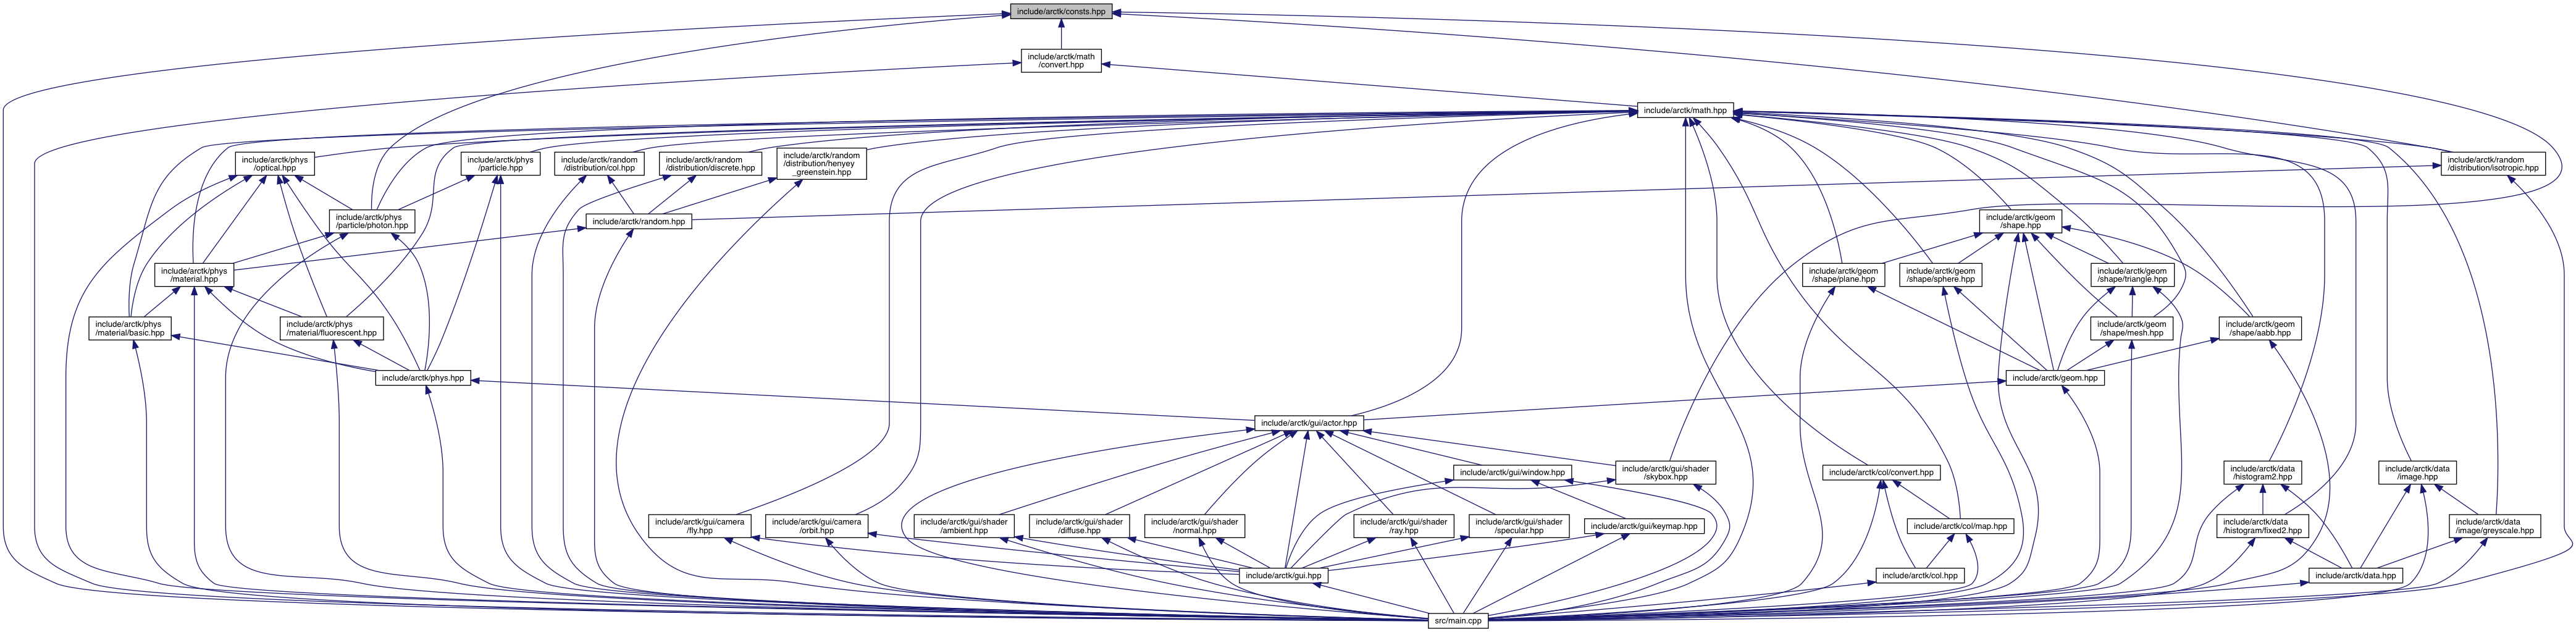 include/arctk/consts.hpp
include/arctk/math
/convert.hpp
include/arctk/math.hpp
include/arctk/phys
/optical.hpp
include/arctk/phys
/particle.hpp
include/arctk/random
/distribution/col.hpp
include/arctk/random
/distribution/discrete.hpp
include/arctk/random
/distribution/henyey
_greenstein.hpp
include/arctk/random
/distribution/isotropic.hpp
include/arctk/phys
/particle/photon.hpp
include/arctk/random.hpp
include/arctk/geom
/shape.hpp
include/arctk/phys
/material.hpp
include/arctk/geom
/shape/plane.hpp
include/arctk/geom
/shape/sphere.hpp
include/arctk/geom
/shape/triangle.hpp
include/arctk/phys
/material/basic.hpp
include/arctk/phys
/material/fluorescent.hpp
include/arctk/geom
/shape/mesh.hpp
include/arctk/geom
/shape/aabb.hpp
include/arctk/phys.hpp
include/arctk/geom.hpp
include/arctk/gui/actor.hpp
include/arctk/gui/window.hpp
include/arctk/gui/shader
/skybox.hpp
include/arctk/col/convert.hpp
include/arctk/data
/histogram2.hpp
include/arctk/data
/image.hpp
include/arctk/gui/camera
/fly.hpp
include/arctk/gui/camera
/orbit.hpp
include/arctk/gui/shader
/ambient.hpp
include/arctk/gui/shader
/diffuse.hpp
include/arctk/gui/shader
/normal.hpp
include/arctk/gui/shader
/ray.hpp
include/arctk/gui/shader
/specular.hpp
include/arctk/gui/keymap.hpp
include/arctk/col/map.hpp
include/arctk/data
/histogram/fixed2.hpp
include/arctk/data
/image/greyscale.hpp
include/arctk/gui.hpp
include/arctk/col.hpp
include/arctk/data.hpp
src/main.cpp